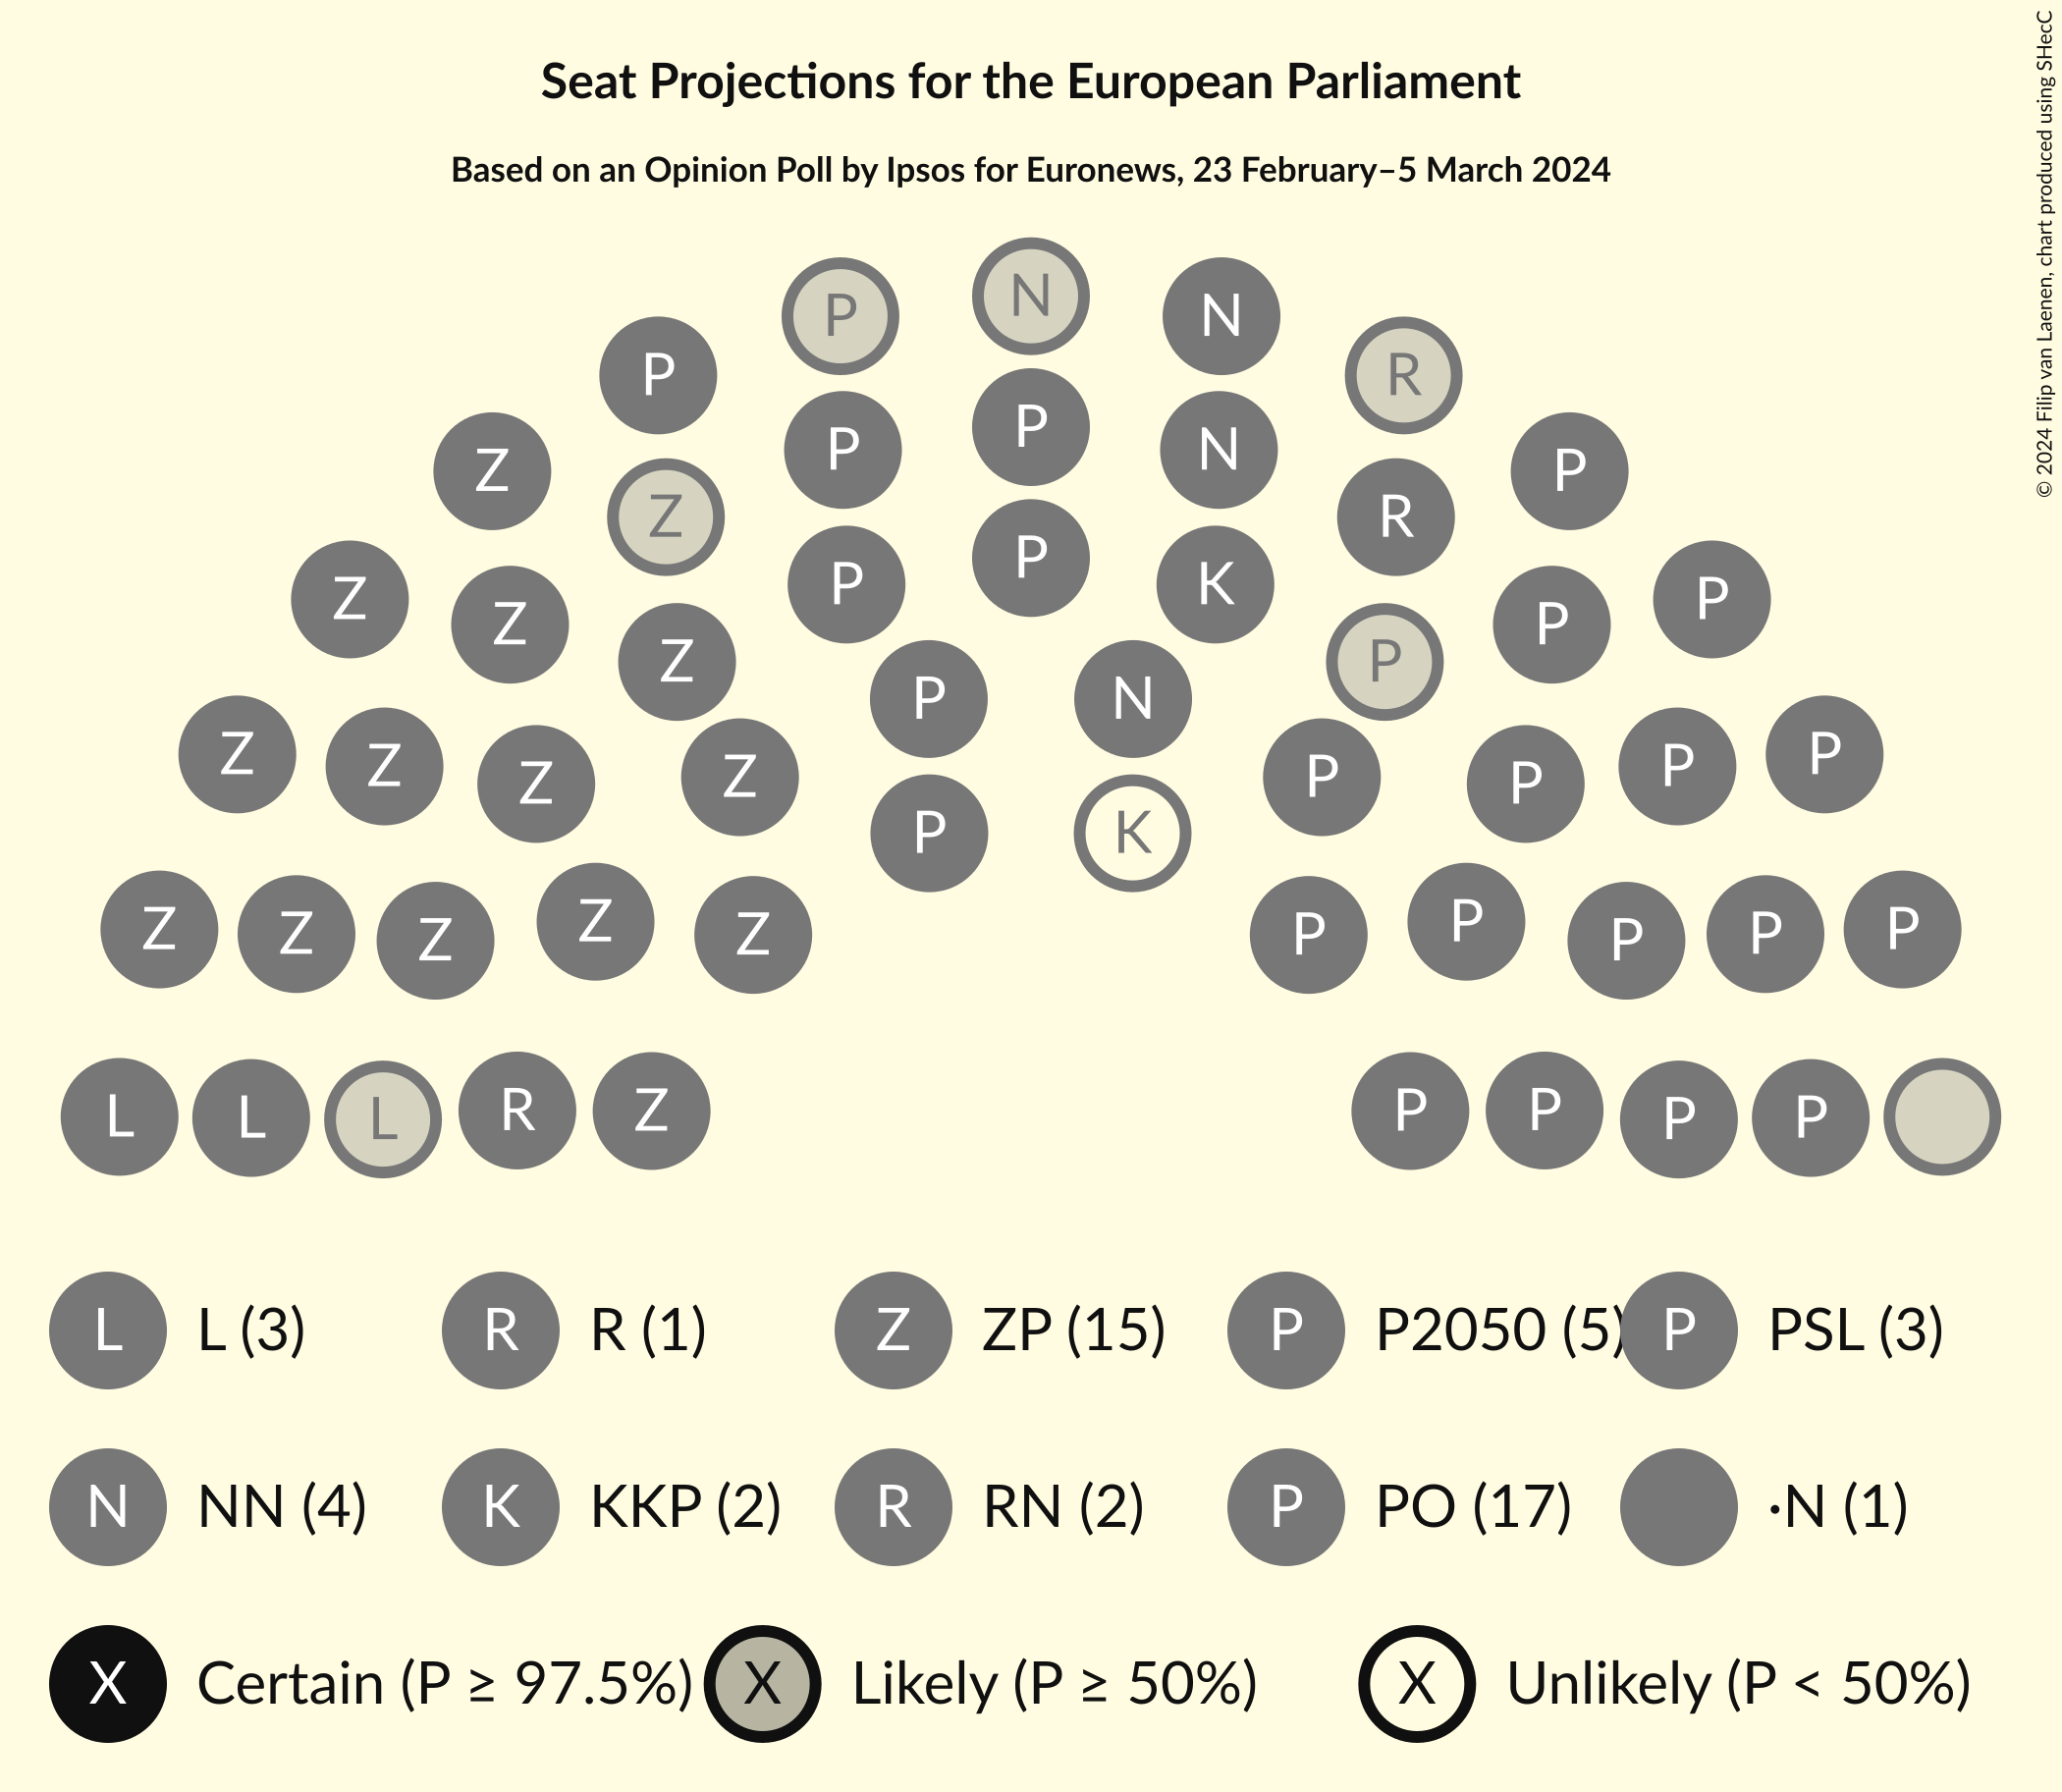 Seat Projections for the European Parliament
Based on an Opinion Poll by Ipsos for Euronews, 23 February–5 March 2024
© 2024 Filip van Laenen, chart produced using SHecC
N
P N
P R
P
Z P
P P N
Z R
P
K
P
Z P
Z P
Z P
P N
Z P
Z P
Z P
Z P
P K
Z P
Z P
Z P
Z P
Z P
L L L R Z P P P P
L L (3) R R (1) Z ZP (15) P P2050 (5) P PSL (3)
N NN (4) K KKP (2) R RN (2) P PO (17) •N (1)
X Certain (P ≥ 97.5%) X Likely (P ≥ 50%) X Unlikely (P < 50%)